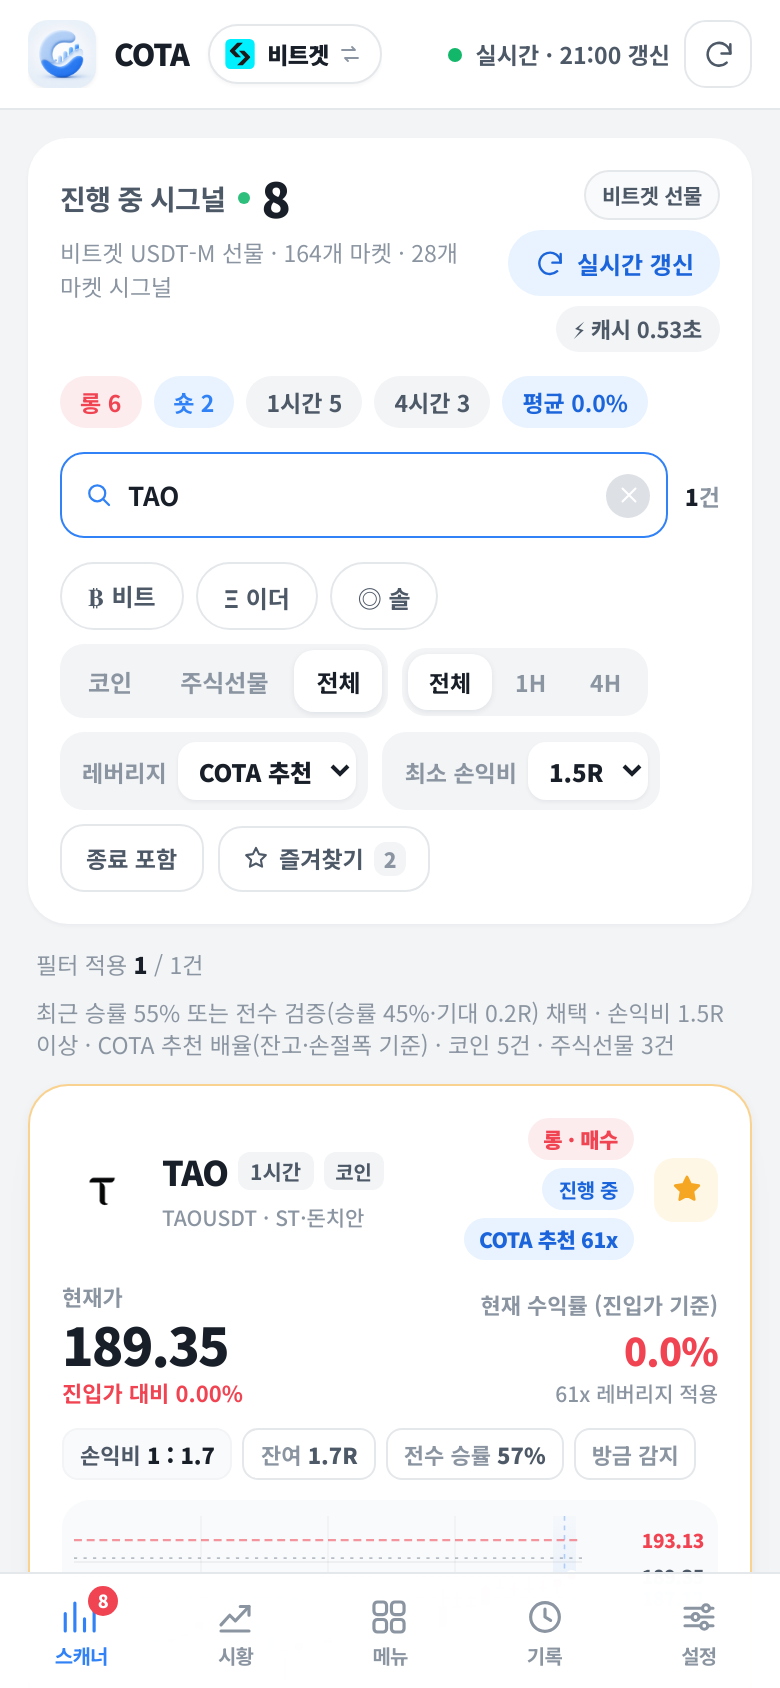 COTA
비트겟
실시간 · 21:00 갱신
진행 중 시그널 8
비트겟 선물
비트겟 USDT-M 선물 · 164개 마켓 · 28개
마켓 시그널
실시간 갱신
⚡ 캐시 0.53초
롱 6
숏 2
1시간 5
4시간 3
평균 0.0%
TAO
1건
₿ 비트
Ξ 이더
◎ 솔
코인
주식선물
전체
전체
1H
4H
레버리지
COTA 추천
최소 손익비
1.5R
종료 포함
즐겨찾기 2
필터 적용 1 / 1건
최근 승률 55% 또는 전수 검증(승률 45%·기대 0.2R) 채택 · 손익비 1.5R
이상 · COTA 추천 배율(잔고·손절폭 기준) · 코인 5건 · 주식선물 3건
TAO 1시간 코인
TAOUSDT · ST·돈치안
롱 · 매수
진행 중
COTA 추천 61x
현재가
189.35
진입가 대비 0.00%
현재 수익률 (진입가 기준)
0.0%
61x 레버리지 적용
손익비 1 : 1.7
잔여 1.7R
전수 승률 57%
방금 감지
193.13
8
스캐너
시황
메뉴
기록
설정